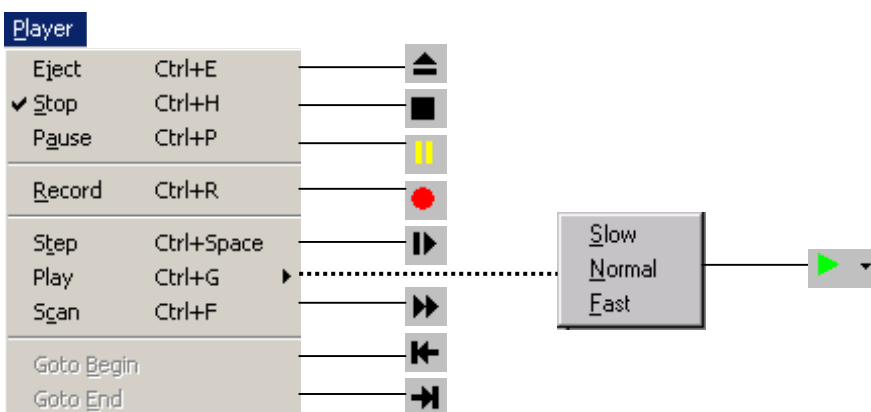 Player
Eject Ctrl+E
Stop Ctrl+H
Pause Ctrl+P
Record Ctrl+R
Step Ctrl+Space
Play Ctrl+G
Scan Ctrl+F
Goto Begin
Goto End
Slow
Normal
Fast